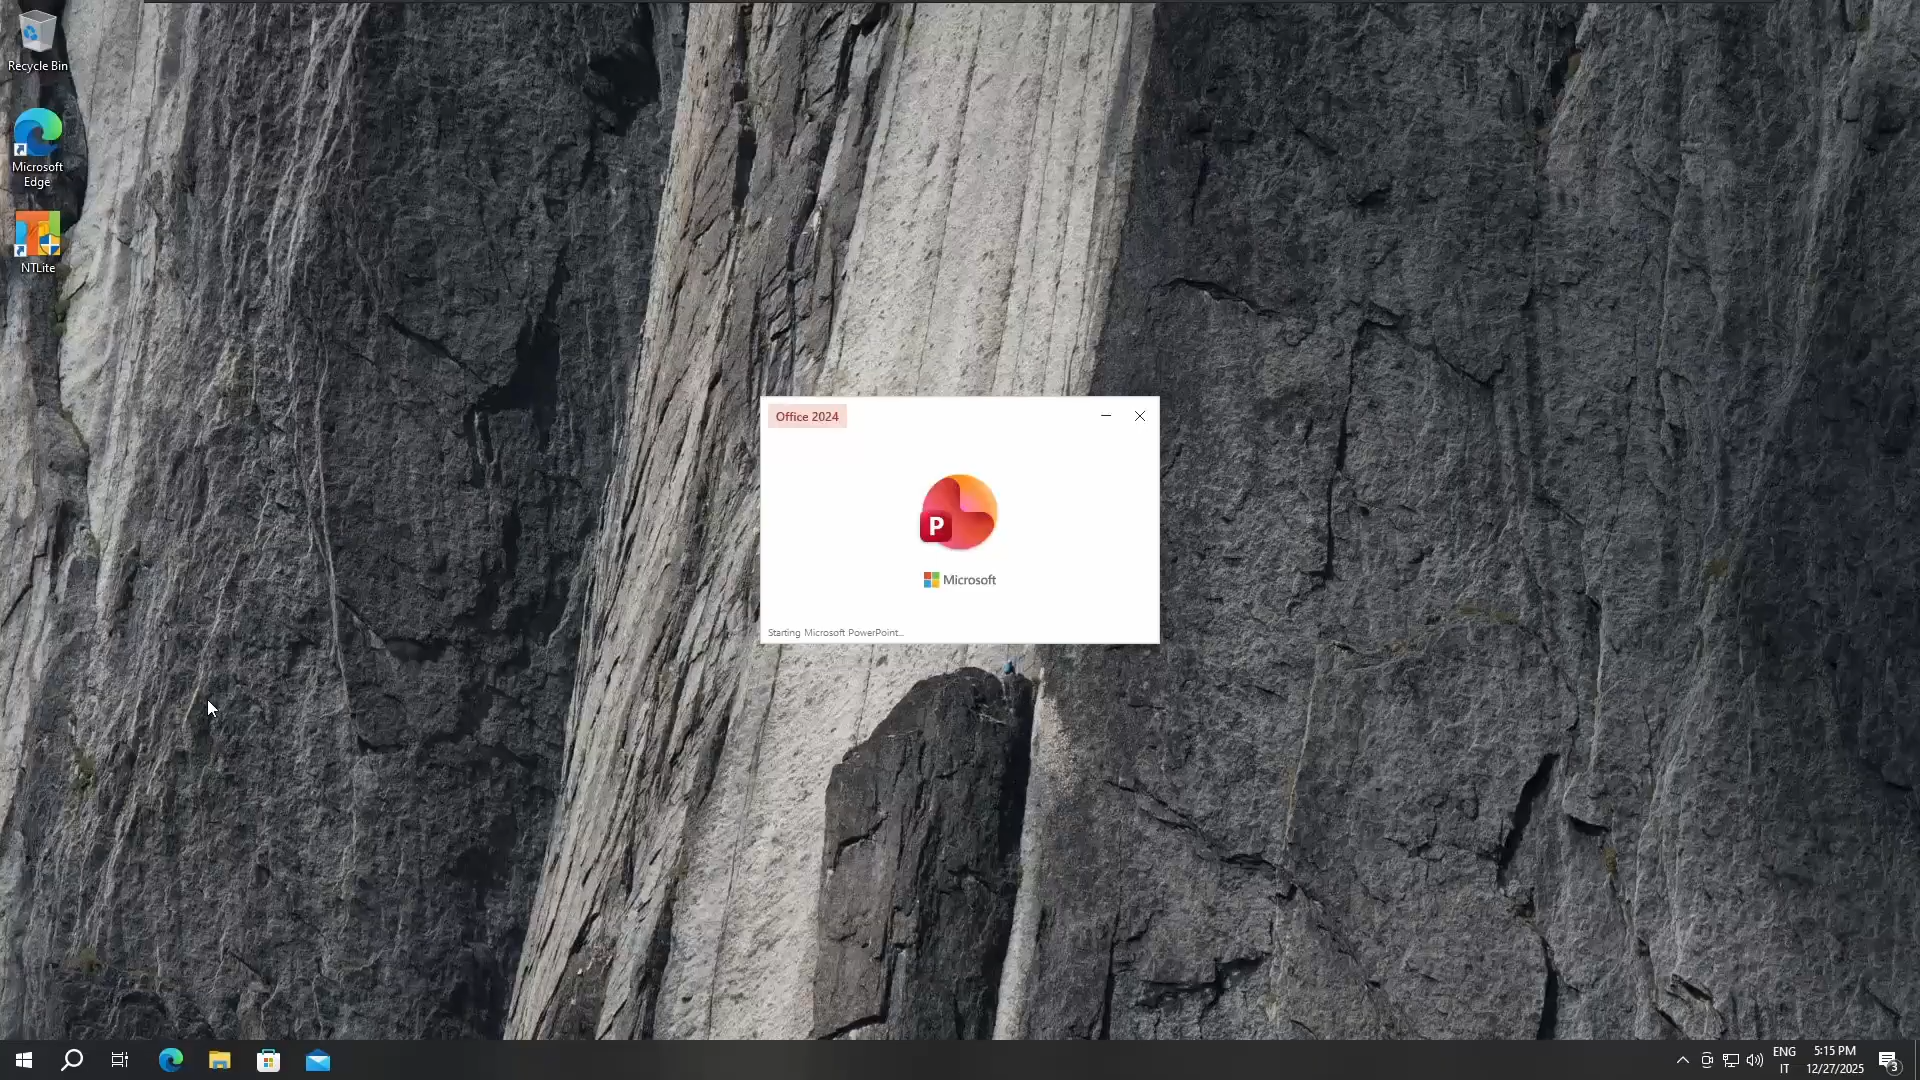 Recycle Bin
Microsoft
Edge
NTLite
Office 2024
P
Microsoft
Starting Microsoft PowerPoint...
ENG
IT
5:15 PM
12/27/2025
3